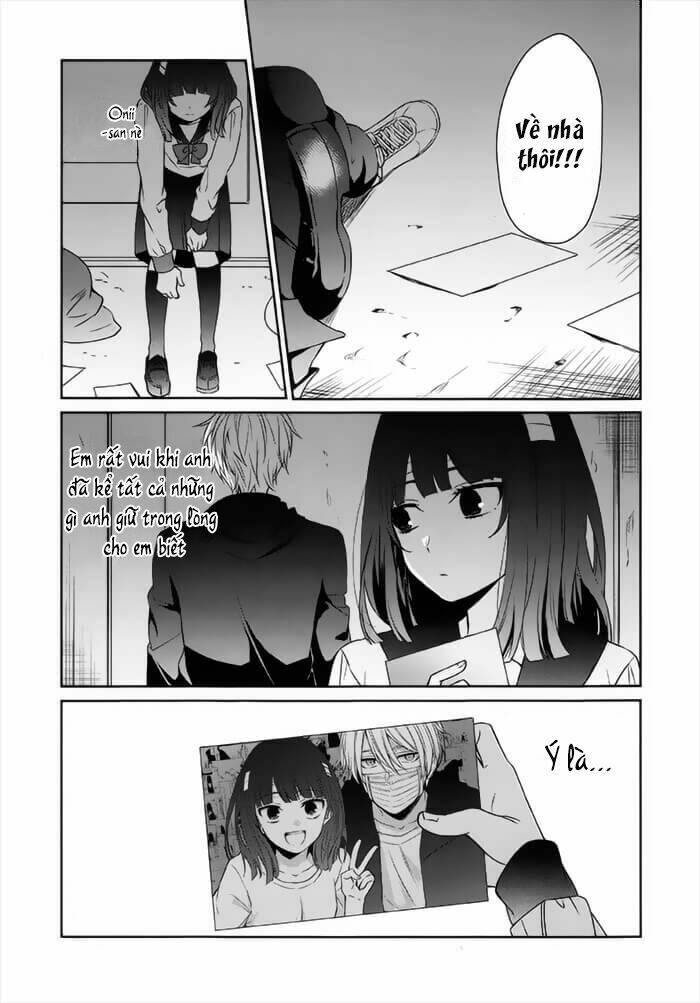 Về nhà
thôi!!!
Onii
-san nè
Em rất vui khi anh
đã kể tất cả những
gì anh giữ trong lòng
cho em biết
Ý là...